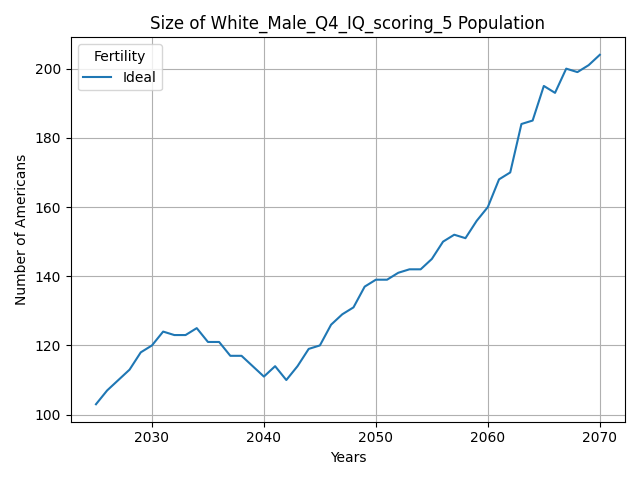 Size of White_Male_Q4_IQ_scoring_5 Population
Fertility
Ideal
Number of Americans
200
180
160
140
120
100
2030 2040 2050 2060 2070
Years